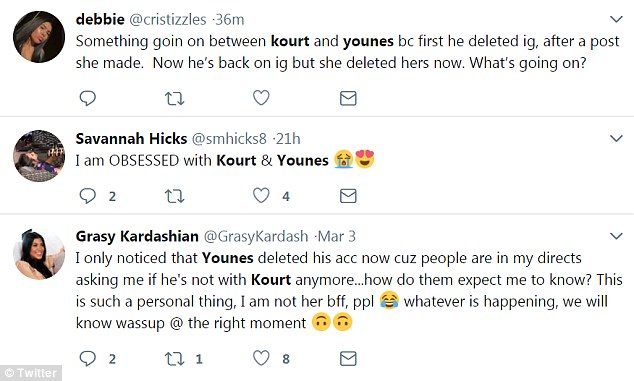 debbie @cristizzles · 36m
Something goin on between kourt and younes bc first he deleted ig, after a post
she made.  Now he's back on ig but she deleted hers now. What's going on?
Savannah Hicks @smhicks8 · 21h
I am OBSESSED with Kourt & Younes 😭😍
2 4
Grasy Kardashian @GrasyKardash · Mar 3
I only noticed that Younes deleted his acc now cuz people are in my directs
asking me if he's not with Kourt anymore...how do them expect me to know? This
is such a personal thing, I am not her bff, ppl 😂 whatever is happening, we will
know wassup @ the right moment 🙃🙃
2 1 8
© Twitter